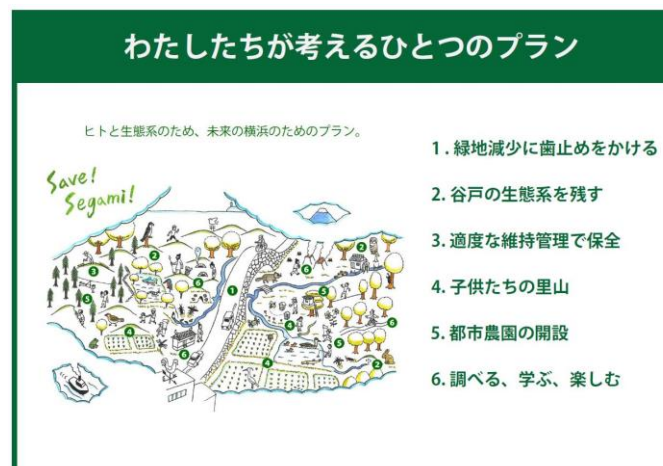 わたしたちが考えるひとつのプラン
ヒトと生態系のため、未来の横浜のためのプラン。
Save!
Segami!
1. 緑地減少に歯止めをかける
2. 谷戸の生態系を残す
3. 適度な維持管理で保全
4. 子供たちの里山
5. 都市農園の開設
6. 調べる、学ぶ、楽しむ